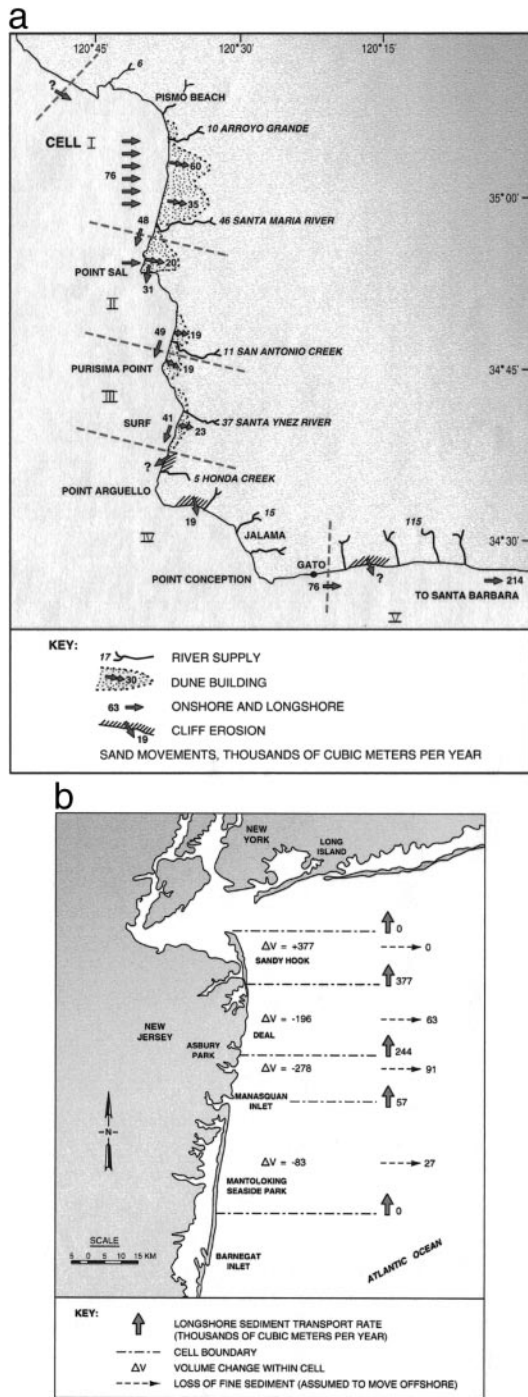 a
120°45'
120°30'
120°15'
6
?
PISMO BEACH
10 ARROYO GRANDE
CELL I
60
76
35
35°00'
48
46 SANTA MARIA RIVER
20
POINT SAL
31
II
49
19
11 SAN ANTONIO CREEK
34°45'
PURISIMA POINT
19
III
SURF
41
37 SANTA YNEZ RIVER
23
?
5 HONDA CREEK
POINT ARGUELLO
19
15
115
34°30'
IV
JALAMA
GATO
POINT CONCEPTION
76
?
214
TO SANTA BARBARA
V
KEY:
17 RIVER SUPPLY
30 DUNE BUILDING
63 ONSHORE AND LONGSHORE
19 CLIFF EROSION
SAND MOVEMENTS, THOUSANDS OF CUBIC METERS PER YEAR
b
NEW
YORK
LONG
ISLAND
0
ΔV = +377
0
SANDY HOOK
377
NEW
JERSEY
ΔV = -196
63
DEAL
ASBURY
PARK
244
ΔV = -278
91
MANASQUAN
INLET
57
N
ΔV = -83
27
MANTOLOKING
SEASIDE PARK
SCALE
5 0 5 10 15 KM
0
BARNEGAT
INLET
ATLANTIC OCEAN
KEY:
LONGSHORE SEDIMENT TRANSPORT RATE
(THOUSANDS OF CUBIC METERS PER YEAR)
CELL BOUNDARY
ΔV VOLUME CHANGE WITHIN CELL
LOSS OF FINE SEDIMENT (ASSUMED TO MOVE OFFSHORE)